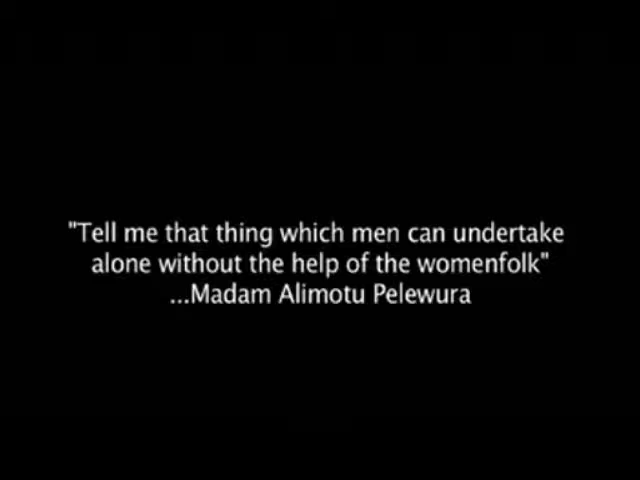 "Tell me that thing which men can undertake
alone without the help of the womenfolk"
...Madam Alimotu Pelewura